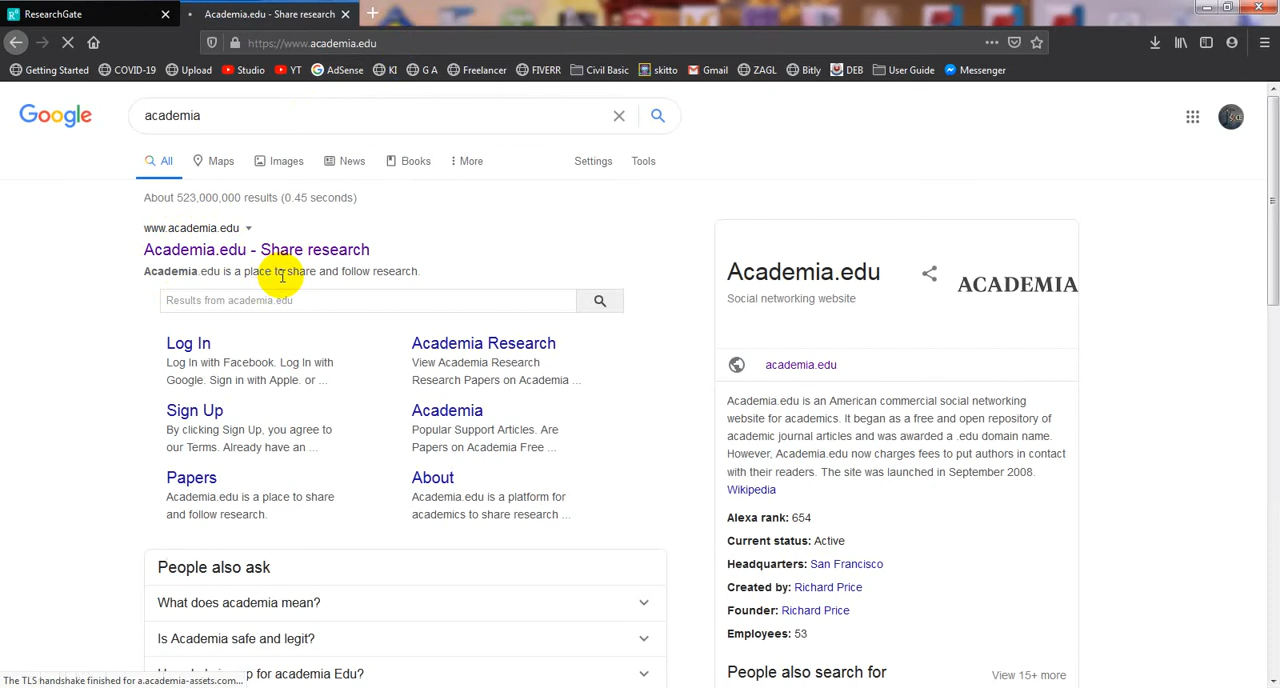 ResearchGate
Academia.edu - Share research
https://www.academia.edu
Getting Started COVID-19 Upload Studio YT AdSense KI G A Freelancer FIVERR Civil Basic skitto Gmail ZAGL Bitly DEB User Guide Messenger
Google
academia
All Maps Images News Books More Settings Tools
About 523,000,000 results (0.45 seconds)
www.academia.edu
Academia.edu - Share research
Academia.edu is a place to share and follow research.
Results from academia.edu
Log In
Log In with Facebook. Log In with
Google. Sign in with Apple. or ...
Academia Research
View Academia Research
Research Papers on Academia ...
Sign Up
By clicking Sign Up, you agree to
our Terms. Already have an ...
Academia
Popular Support Articles. Are
Papers on Academia Free ...
Papers
Academia.edu is a place to share
and follow research.
About
Academia.edu is a platform for
academics to share research ...
People also ask
What does academia mean?
Is Academia safe and legit?
up for academia Edu?
The TLS handshake finished for a.academia-assets.com...
Academia.edu
Social networking website
ACADEMIA
academia.edu
Academia.edu is an American commercial social networking
website for academics. It began as a free and open repository of
academic journal articles and was awarded a .edu domain name.
However, Academia.edu now charges fees to put authors in contact
with their readers. The site was launched in September 2008.
Wikipedia
Alexa rank: 654
Current status: Active
Headquarters: San Francisco
Created by: Richard Price
Founder: Richard Price
Employees: 53
People also search for
View 15+ more